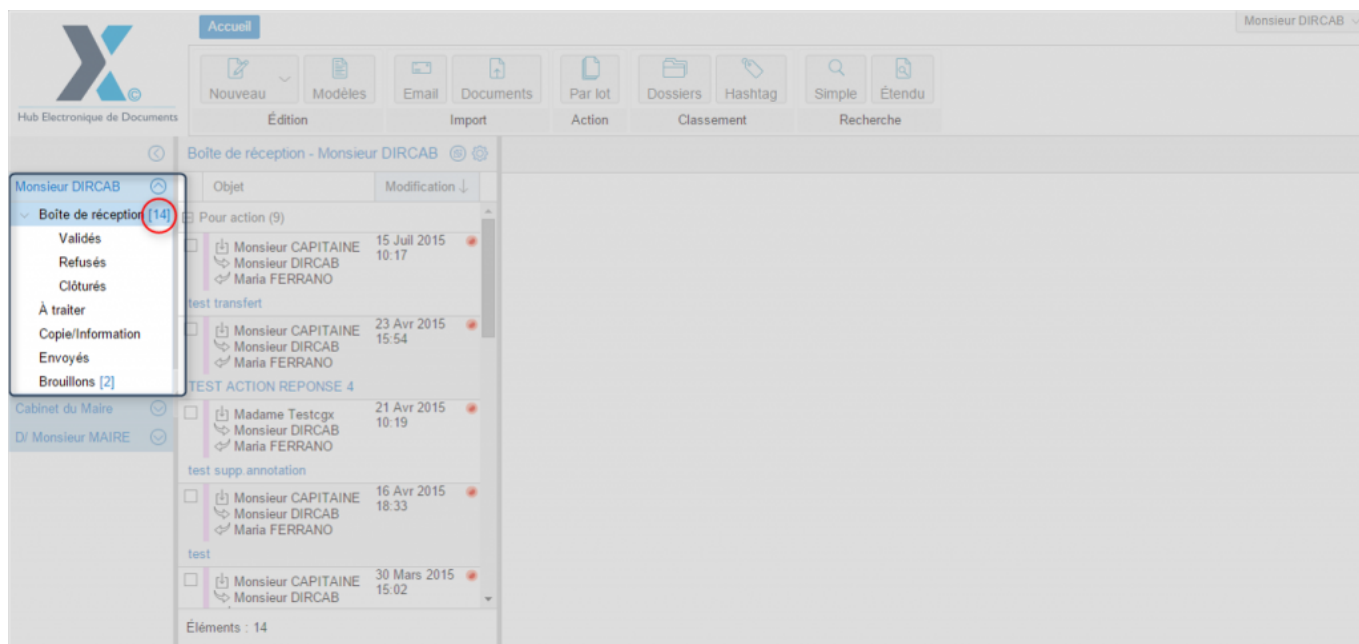 Accueil
Monsieur DIRCAB
Nouveau
Modèles
Email
Documents
Par lot
Dossiers
Hashtag
Simple
Étendu
Hub Electronique de Documents
Édition
Import
Action
Classement
Recherche
Monsieur DIRCAB
Boîte de réception [14]
Validés
Refusés
Clôturés
À traiter
Copie/Information
Envoyés
Brouillons [2]
Cabinet du Maire
D/ Monsieur MAIRE
Boîte de réception - Monsieur DIRCAB
Objet
Modification
Pour action (9)
Monsieur CAPITAINE
15 Juil 2015
10:17
Monsieur DIRCAB
Maria FERRANO
test transfert
Monsieur CAPITAINE
23 Avr 2015
15:54
Monsieur DIRCAB
Maria FERRANO
TEST ACTION REPONSE 4
Madame Testcgx
21 Avr 2015
10:19
Monsieur DIRCAB
Maria FERRANO
test supp.annotation
Monsieur CAPITAINE
16 Avr 2015
18:33
Monsieur DIRCAB
Maria FERRANO
test
Monsieur CAPITAINE
30 Mars 2015
15:02
Monsieur DIRCAB
Éléments : 14